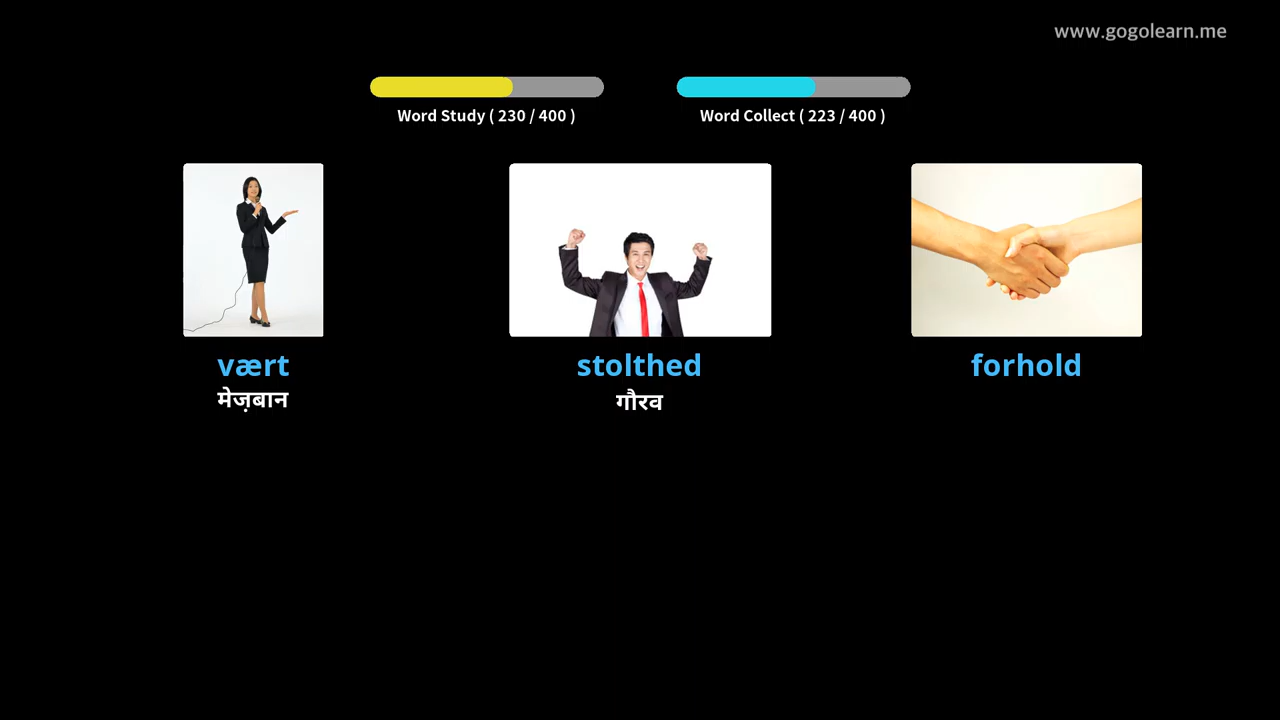 www.gogolearn.me
Word Study ( 230 / 400 )
Word Collect ( 223 / 400 )
vært
stolthed
forhold
मेज़बान
गौरव